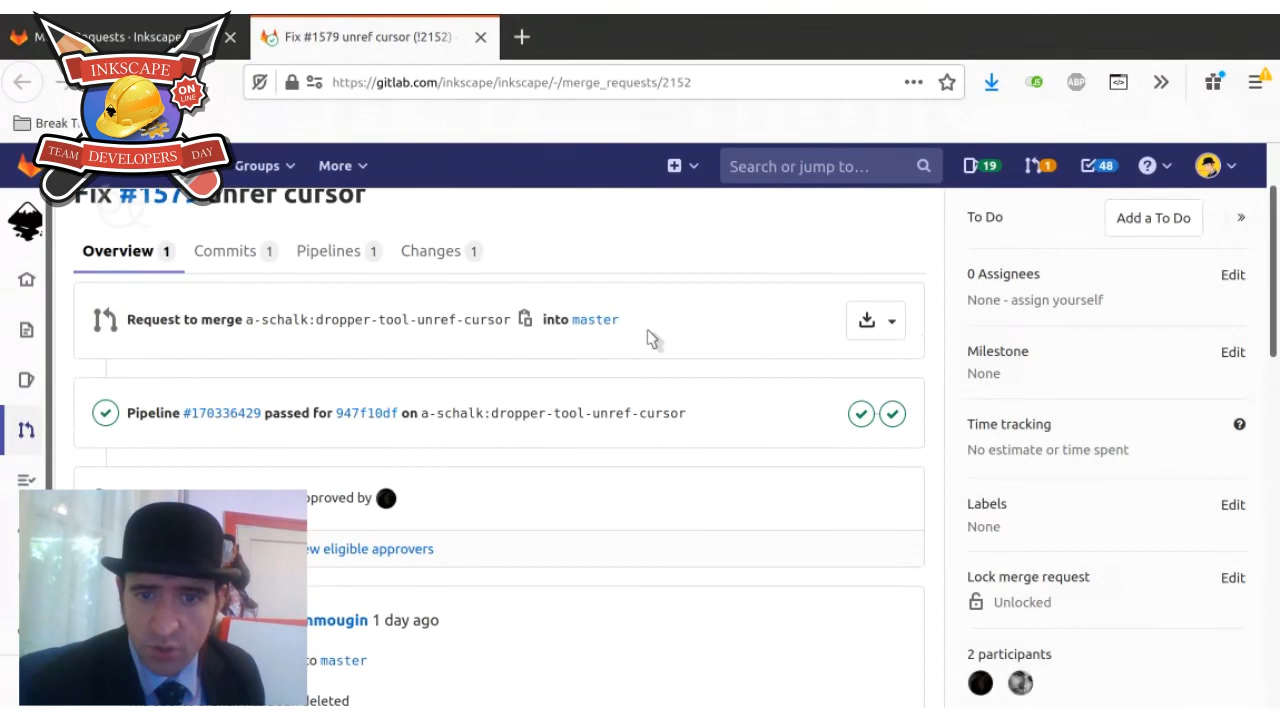 Requests · Inkscape
Fix #1579 unref cursor (!2152)
INKSCAPE
ON
LINE
TEAM DEVELOPERS DAY
https://gitlab.com/inkscape/inkscape/-/merge_requests/2152
JS
ABP
Break
Groups
More
Search or jump to…
19
1
48
Fix #1579 unref cursor
To Do
Add a To Do
Overview 1
Commits 1
Pipelines 1
Changes 1
0 Assignees
Edit
None - assign yourself
Request to merge a-schalk:dropper-tool-unref-cursor into master
Milestone
Edit
None
Pipeline #170336429 passed for 947f10df on a-schalk:dropper-tool-unref-cursor
Time tracking
No estimate or time spent
pproved by
Labels
Edit
None
ew eligible approvers
Lock merge request
Edit
Unlocked
nmougin 1 day ago
2 participants
to master
deleted